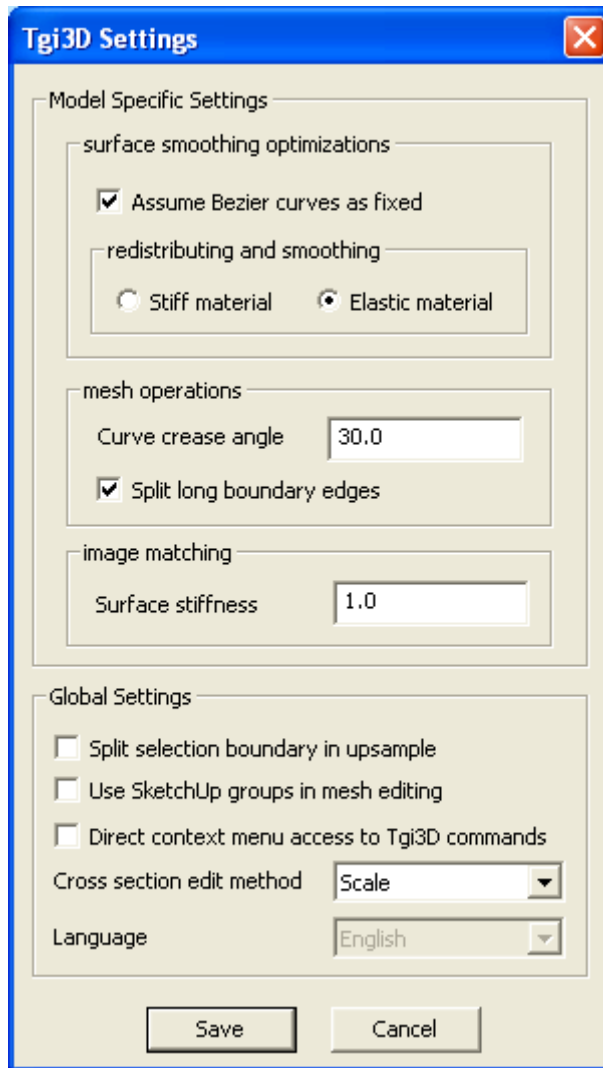 Tgi3D Settings
Model Specific Settings
surface smoothing optimizations
Assume Bezier curves as fixed
redistributing and smoothing
Stiff material Elastic material
mesh operations
Curve crease angle 30.0
Split long boundary edges
image matching
Surface stiffness 1.0
Global Settings
Split selection boundary in upsample
Use SketchUp groups in mesh editing
Direct context menu access to Tgi3D commands
Cross section edit method Scale
Language English
Save Cancel